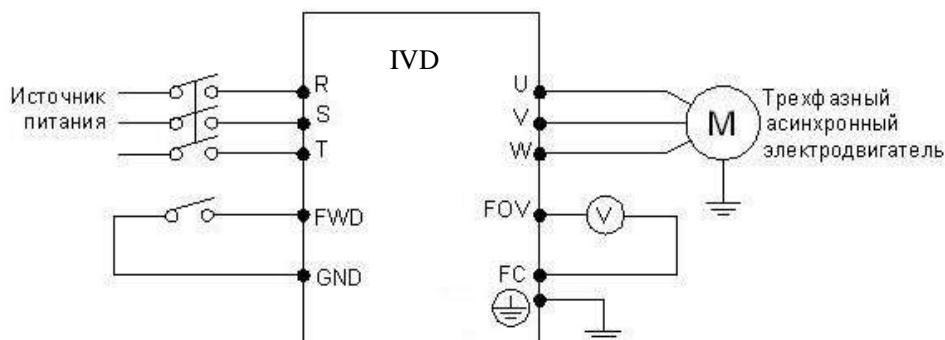 IVD
Источник
питания
R
S
T
FWD
GND
U
V
W
FOV
V
FC
M
Трехфазный
асинхронный
электродвигатель